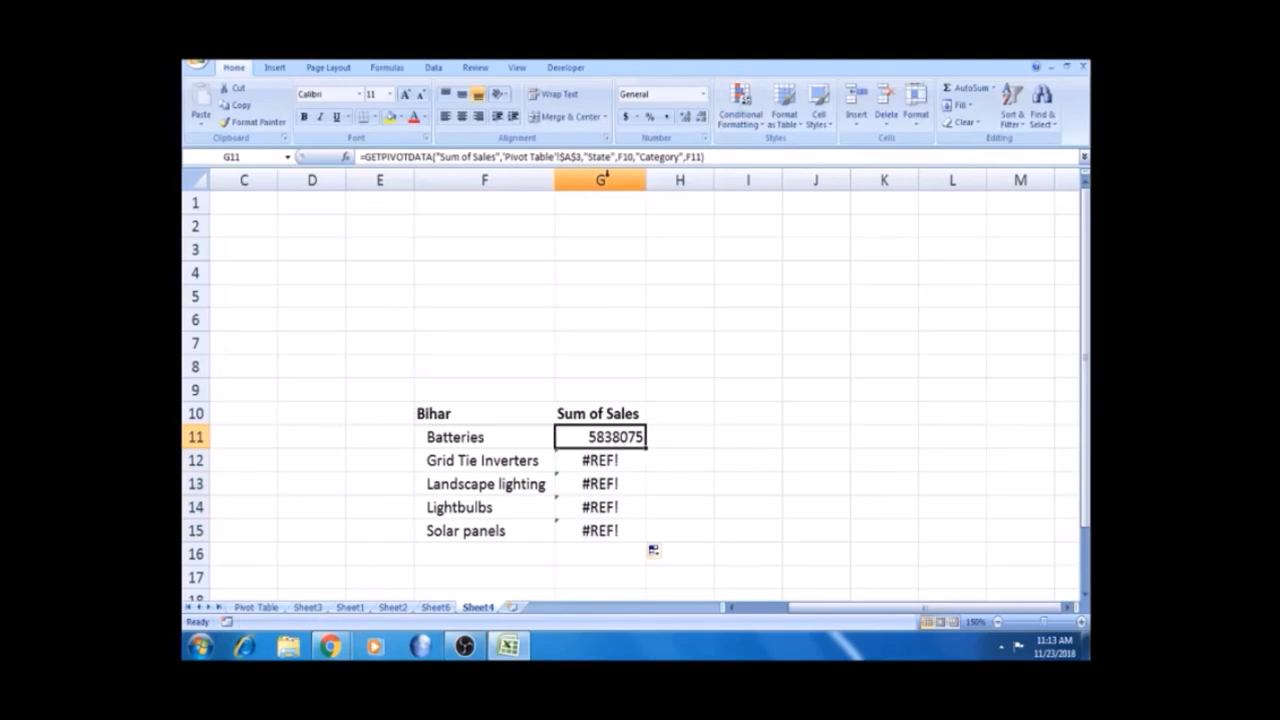 Home Insert Page Layout Formulas Data Review View Developer
Cut
Copy
Format Painter
Paste
Clipboard
Calibri 11
B I U
Font
Wrap Text
Merge & Center
Alignment
General
$ % ,
Number
Conditional Formatting
Format as Table
Cell Styles
Styles
Insert Delete Format
Cells
AutoSum
Fill
Clear
Sort & Filter
Find & Select
Editing
G11 =GETPIVOTDATA("Sum of Sales",'Pivot Table'!$A$3,"State",F10,"Category",F11)
C D E F G H I J K L M
1
2
3
4
5
6
7
8
9
10 Bihar Sum of Sales
11 Batteries 5838075
12 Grid Tie Inverters #REF!
13 Landscape lighting #REF!
14 Lightbulbs #REF!
15 Solar panels #REF!
16
17
18
Pivot Table Sheet3 Sheet1 Sheet2 Sheet6 Sheet4
Ready 150%
11:13 AM
11/23/2018